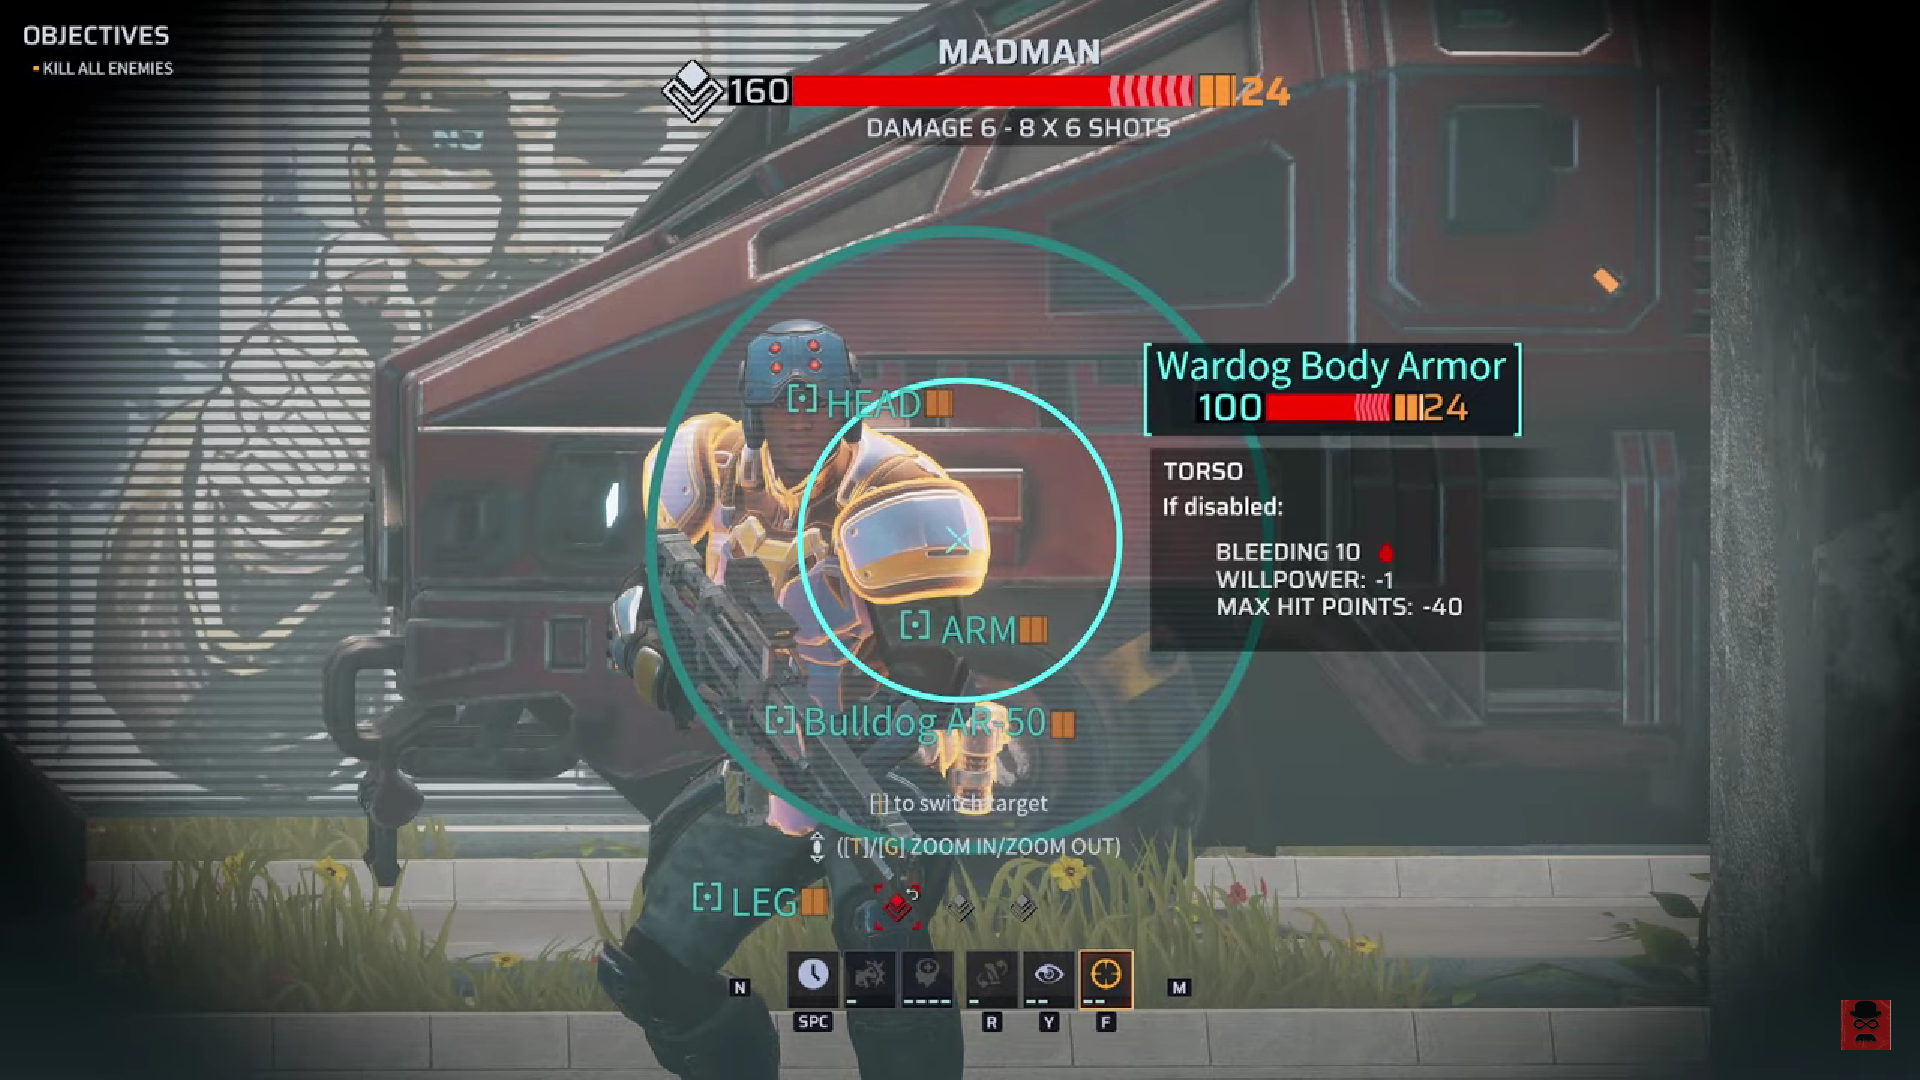 OBJECTIVES
KILL ALL ENEMIES
MADMAN
160 24
DAMAGE 6 - 8 X 6 SHOTS
HEAD
Wardog Body Armor
100 24
TORSO
If disabled:
BLEEDING 10
WILLPOWER: -1
MAX HIT POINTS: -40
ARM
Bulldog AR-50
[] to switch target
([T]/[G] ZOOM IN/ZOOM OUT)
LEG
N M
SPC R Y F